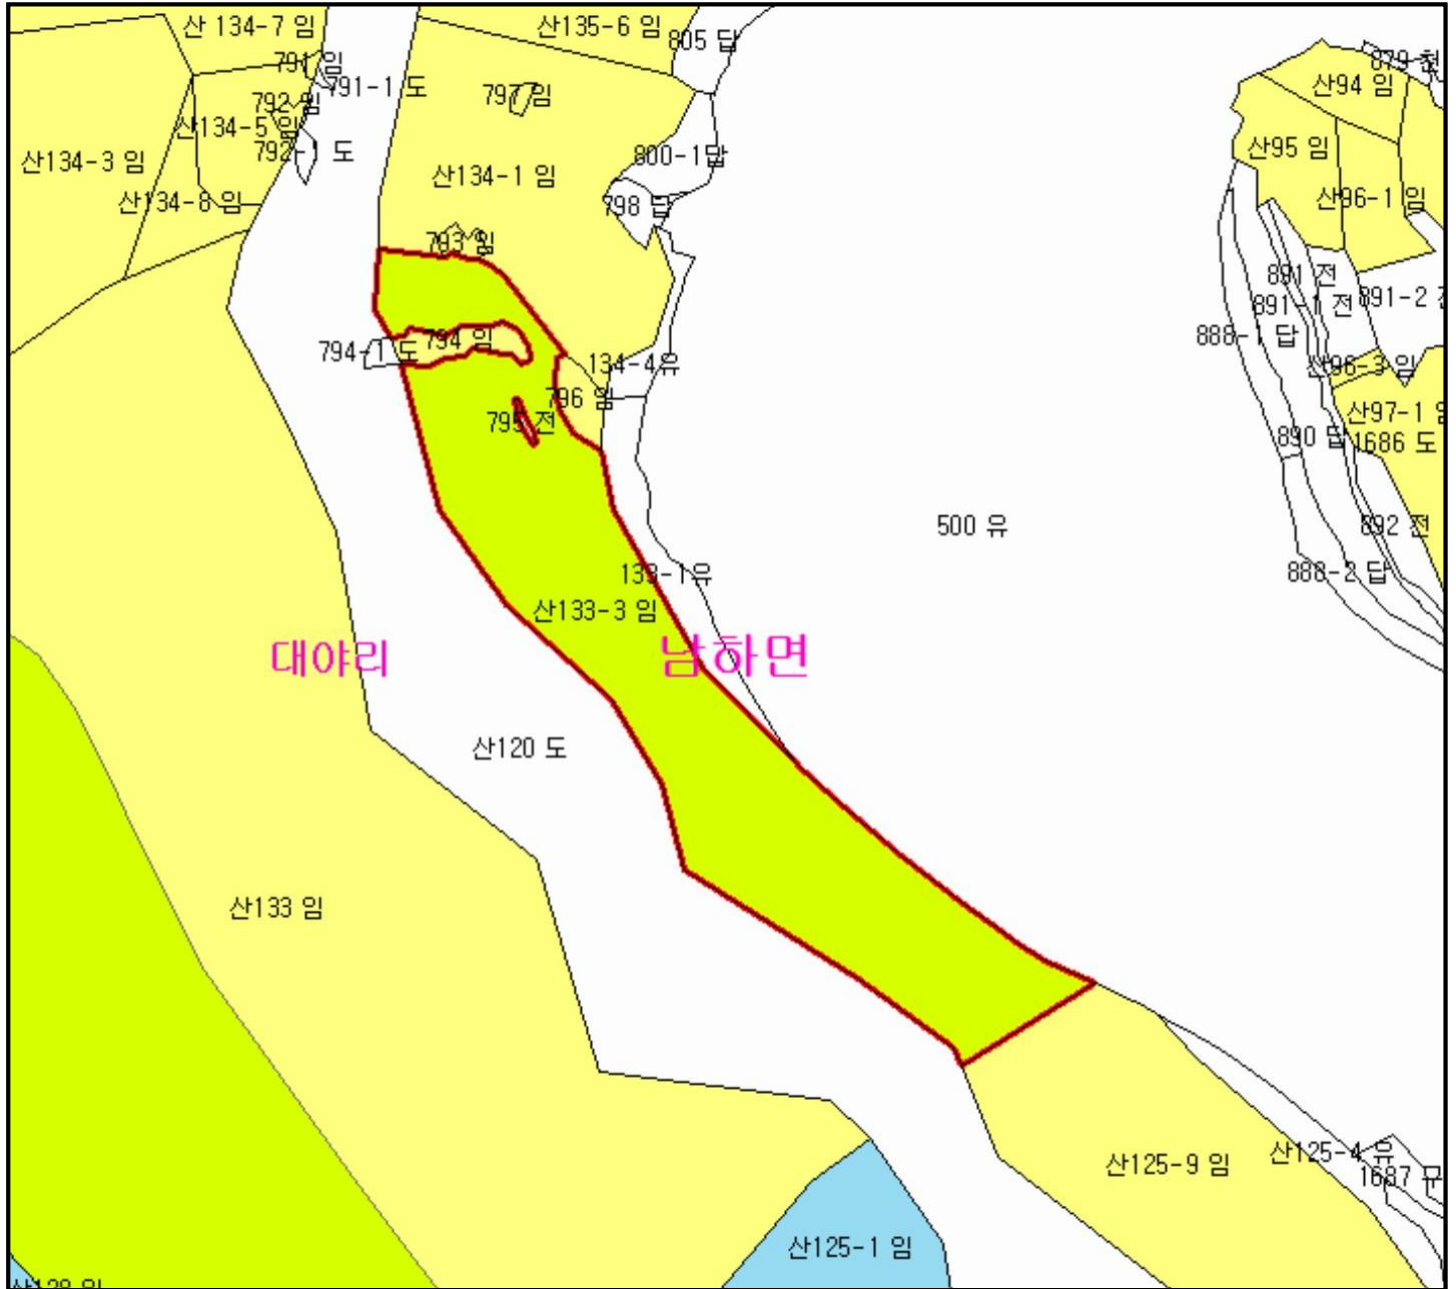 산 134-7 임
산135-6 임
805 답
791 임
791-1 도
797 임
산94 임
792 임
산134-5 임
792-1 도
산134-3 임
산134-1 임
800-1답
산95 임
산134-8 임
798 답
산96-1 임
793 임
891 전
891-1 전
891-2
888-1 답
794-1 도
794 임
134-4유
산96-3 임
796 임
795 전
산97-1 임
890 답
1686 도
500 유
892 전
133-1유
888-2 답
산133-3 임
대야리
남하면
산120 도
산133 임
산125-9 임
산125-4 유
1687 구
산125-1 임